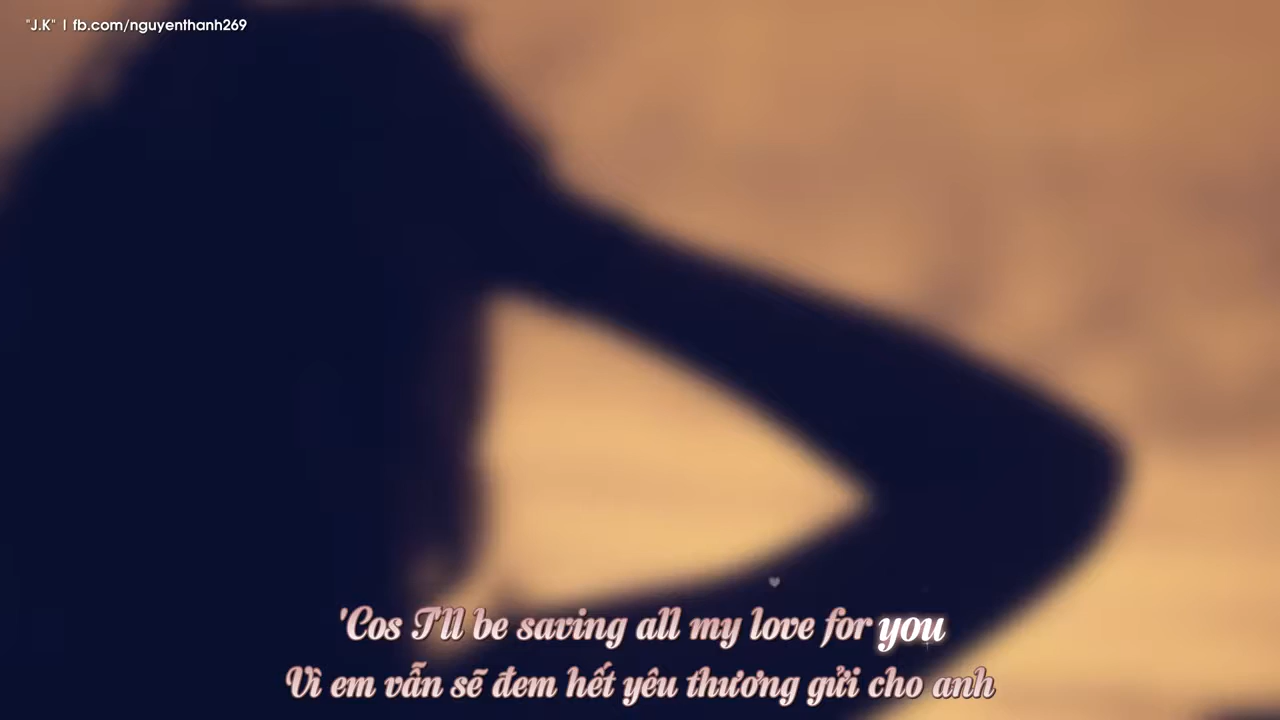 "J.K" | fb.com/nguyenthanh269
'Cos I'll be saving all my love for you
Vì em vẫn sẽ đem hết yêu thương gửi cho anh